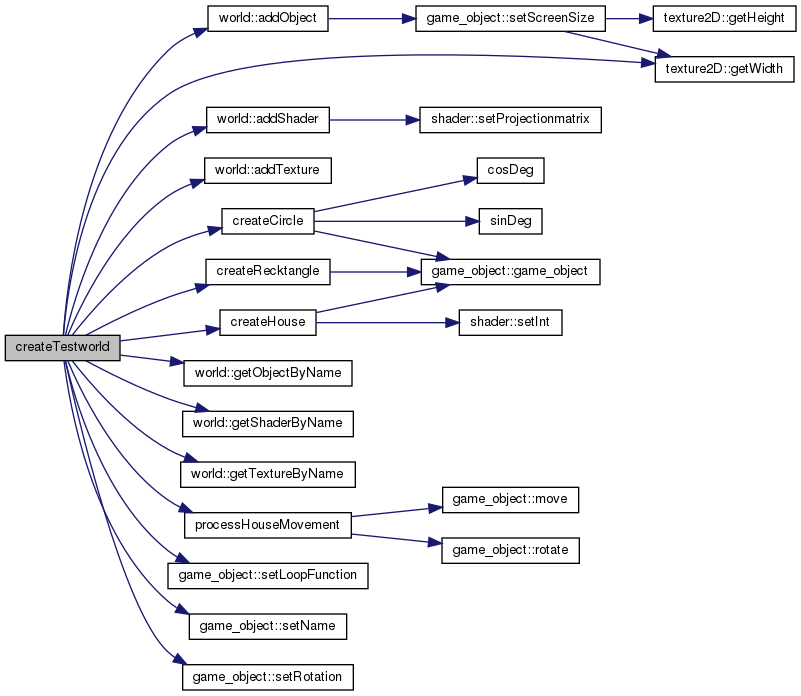 world::addObject
game_object::setScreenSize
texture2D::getHeight
texture2D::getWidth
world::addShader
shader::setProjectionmatrix
world::addTexture
cosDeg
createCircle
sinDeg
createRecktangle
game_object::game_object
createHouse
shader::setInt
createTestworld
world::getObjectByName
world::getShaderByName
world::getTextureByName
game_object::move
processHouseMovement
game_object::rotate
game_object::setLoopFunction
game_object::setName
game_object::setRotation